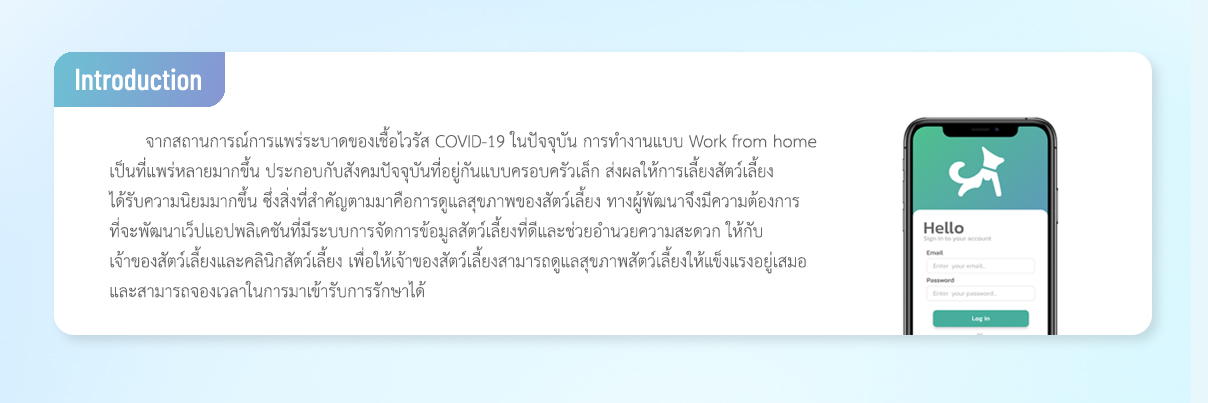 Introduction
จากสถานการณ์การแพร่ระบาดของเชื้อไวรัส COVID-19 ในปัจจุบัน การทำงานแบบ Work from home
เป็นที่แพร่หลายมากขึ้น ประกอบกับสังคมปัจจุบันที่อยู่กันแบบครอบครัวเล็ก ส่งผลให้การเลี้ยงสัตว์เลี้ยง
ได้รับความนิยมมากขึ้น ซึ่งสิ่งที่สำคัญตามมาคือการดูแลสุขภาพของสัตว์เลี้ยง ทางผู้พัฒนาจึงมีความต้องการ
ที่จะพัฒนาเว็ปแอปพลิเคชันที่มีระบบการจัดการข้อมูลสัตว์เลี้ยงที่ดีและช่วยอำนวยความสะดวก ให้กับ
เจ้าของสัตว์เลี้ยงและคลินิกสัตว์เลี้ยง เพื่อให้เจ้าของสัตว์เลี้ยงสามารถดูแลสุขภาพสัตว์เลี้ยงให้แข็งแรงอยู่เสมอ
และสามารถจองเวลาในการมาเข้ารับการรักษาได้
Hello
Sign in to your account
Email
Enter your email...
Password
Enter your password...
Log in